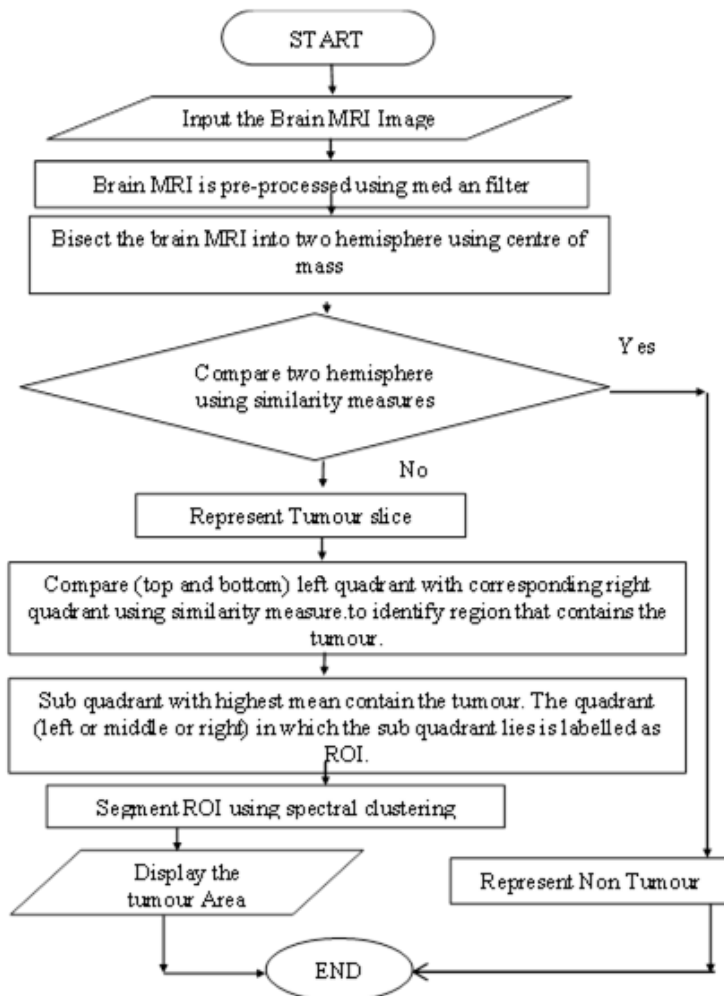 START
Input the Brain MRI Image
Brain MRI is pre-processed using med an filter
Bisect the brain MRI into two hemisphere using centre of
mass
Yes
Compare two hemisphere
using similarity measures
No
Represent Tumour slice
Compare (top and bottom) left quadrant with corresponding right
quadrant using similarity measure.to identify region that contains the
tumour.
Sub quadrant with highest mean contain the tumour. The quadrant
(left or middle or right) in which the sub quadrant lies is labelled as
ROI.
Segment ROI using spectral clustering
Display the
tumour Area
Represent Non Tumour
END